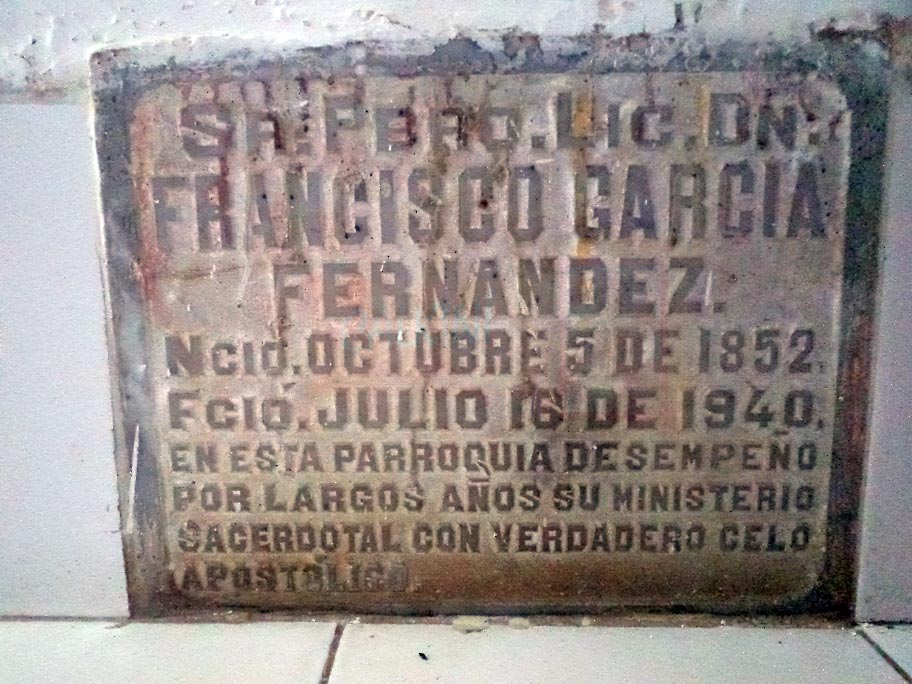 SR. PBRO. LIC. DN.
FRANCISCO GARCIA
FERNANDEZ.
NCIO. OCTUBRE 5 DE 1852.
FCIÓ. JULIO 16 DE 1940.
EN ESTA PARROQUIA DESEMPEÑO
POR LARGOS AÑOS SU MINISTERIO
SACERDOTAL CON VERDADERO CELO
APOSTOLICO.